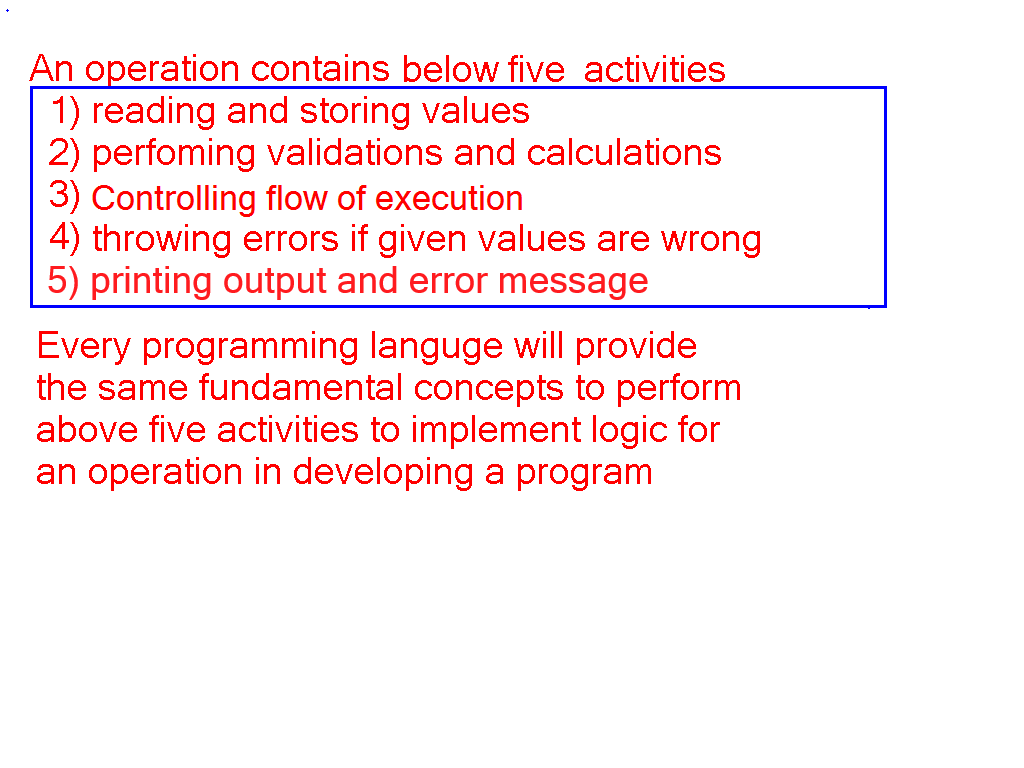 An operation contains below five activities
1) reading and storing values
2) perfoming validations and calculations
3) Controlling flow of execution
4) throwing errors if given values are wrong
5) printing output and error message
Every programming languge will provide
the same fundamental concepts to perform
above five activities to implement logic for
an operation in developing a program